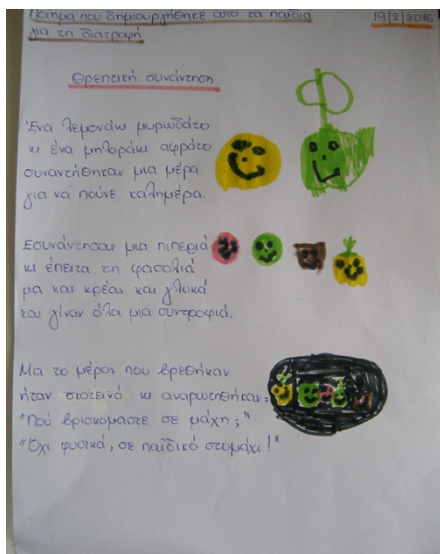 Ποίημα που δημιουργήθηκε από τα παιδιά
για τη διατροφή
19/2/2016
Θρεπτική συνάντηση
Ένα λεμονάκι μυρωδάτο
κι ένα μηλαράκι αφράτο
συναντήθηκαν μια μέρα
για να πούνε καλημέρα.
Εσυνάντησαν μια πιπεριά
κι έπειτα τη φασολιά
μα και κρέας και γλυκά
και γίναν όλα μια συντροφιά.
Μα το μέρος που βρεθήκαν
ήταν σκοτεινό κι αναρωτηθήκαν:
"Πού βρισκόμαστε σε μάχη;"
"Όχι φυσικά, σε παιδικό στομάχι!"